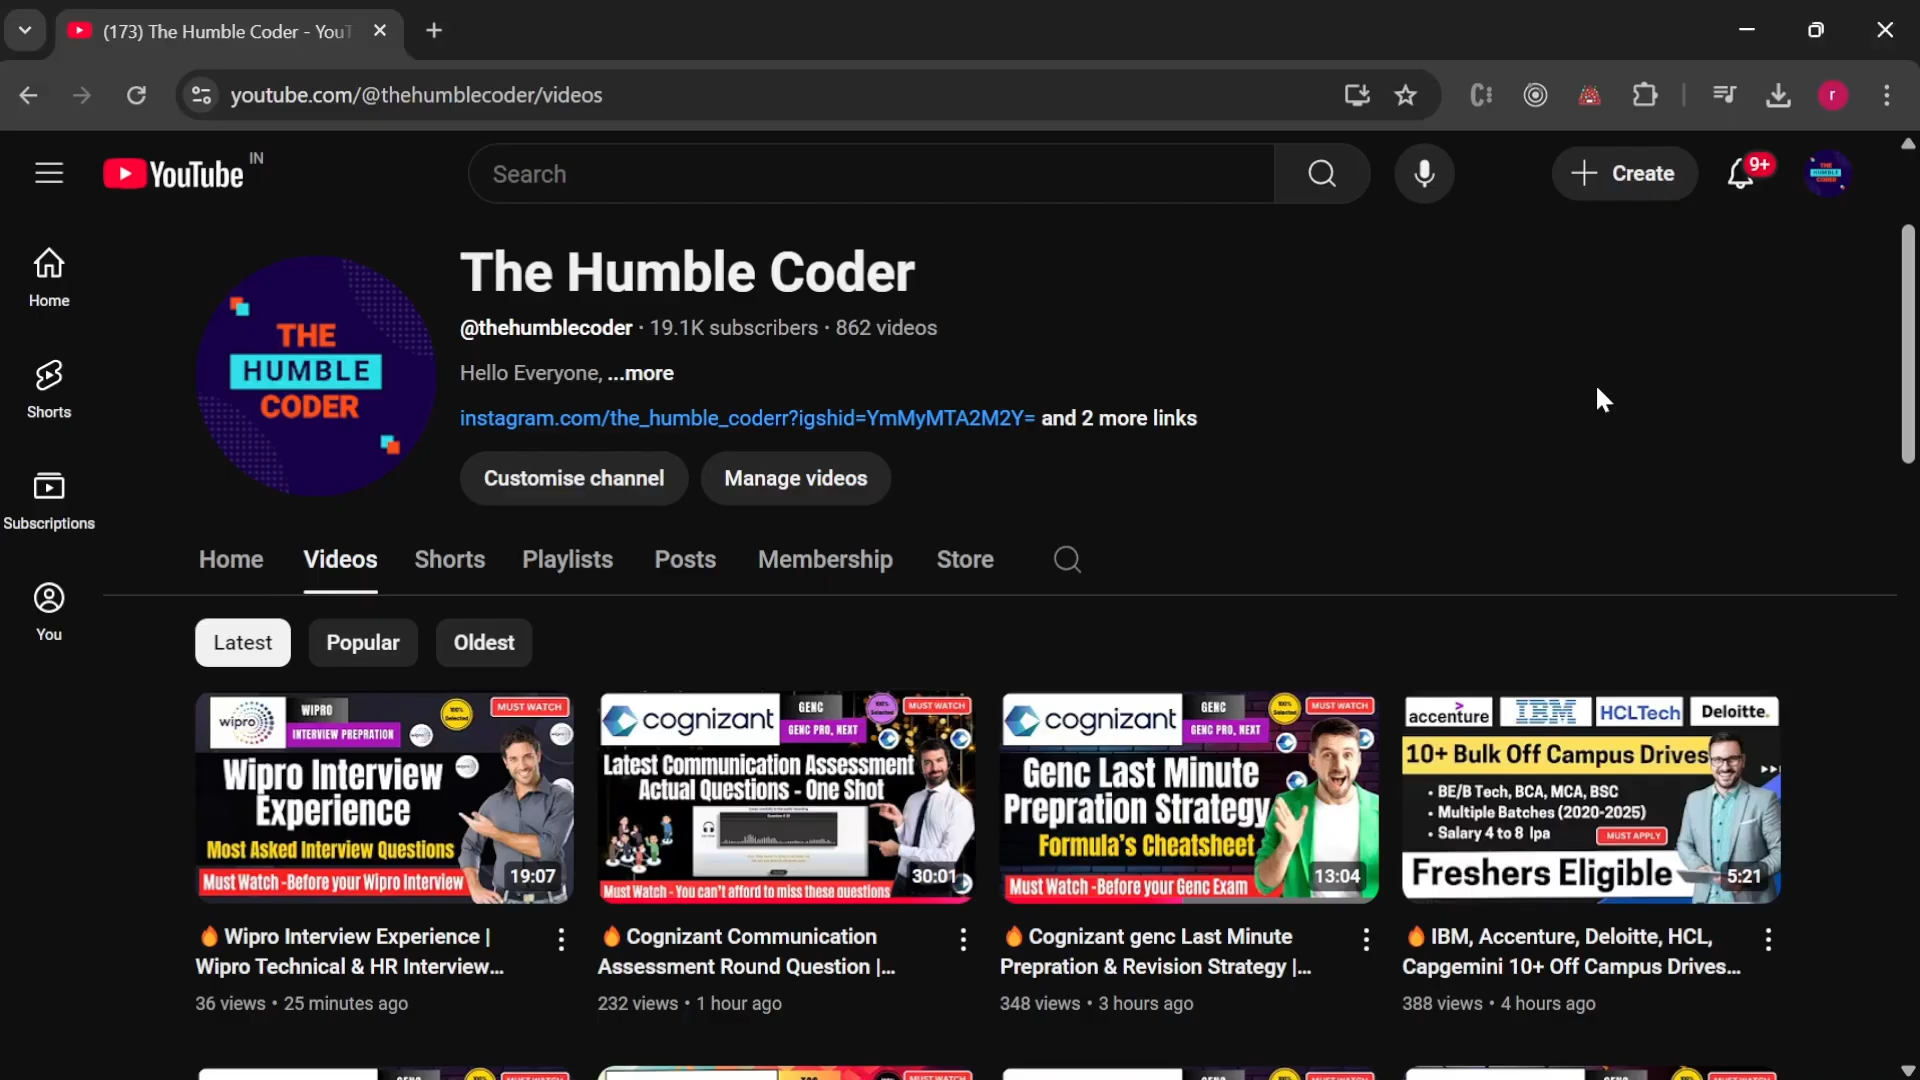 (173) The Humble Coder - YouT
youtube.com/@thehumblecoder/videos
YouTube IN
Search
Create
9+
Home
Shorts
Subscriptions
You
THE
HUMBLE
CODER
The Humble Coder
@thehumblecoder · 19.1K subscribers · 862 videos
Hello Everyone, ...more
instagram.com/the_humble_coderr?igshid=YmMyMTA2M2Y= and 2 more links
Customise channel
Manage videos
Home Videos Shorts Playlists Posts Membership Store
Latest Popular Oldest
wipro
WIPRO
INTERVIEW PREPRATION
100% Selected
MUST WATCH
Wipro Interview
Experience
Most Asked Interview Questions
Must Watch -Before your Wipro Interview
19:07
🔥 Wipro Interview Experience |
Wipro Technical & HR Interview...
36 views • 25 minutes ago
cognizant
GENC
GENC PRO, NEXT
100% Selected
MUST WATCH
Latest Communication Assessment
Actual Questions - One Shot
Must Watch - You can't afford to miss these questions
30:01
🔥 Cognizant Communication
Assessment Round Question |...
232 views • 1 hour ago
cognizant
GENC
GENC PRO, NEXT
100% Selected
MUST WATCH
Genc Last Minute
Prepration Strategy
Formula's Cheatsheet
Must Watch -Before your Genc Exam
13:04
🔥 Cognizant genc Last Minute
Prepration & Revision Strategy |...
348 views • 3 hours ago
accenture
IBM
HCLTech
Deloitte.
10+ Bulk Off Campus Drives
• BE/B Tech, BCA, MCA, BSC
• Multiple Batches (2020-2025)
• Salary 4 to 8 lpa
MUST APPLY
Freshers Eligible
5:21
🔥 IBM, Accenture, Deloitte, HCL,
Capgemini 10+ Off Campus Drives...
388 views • 4 hours ago